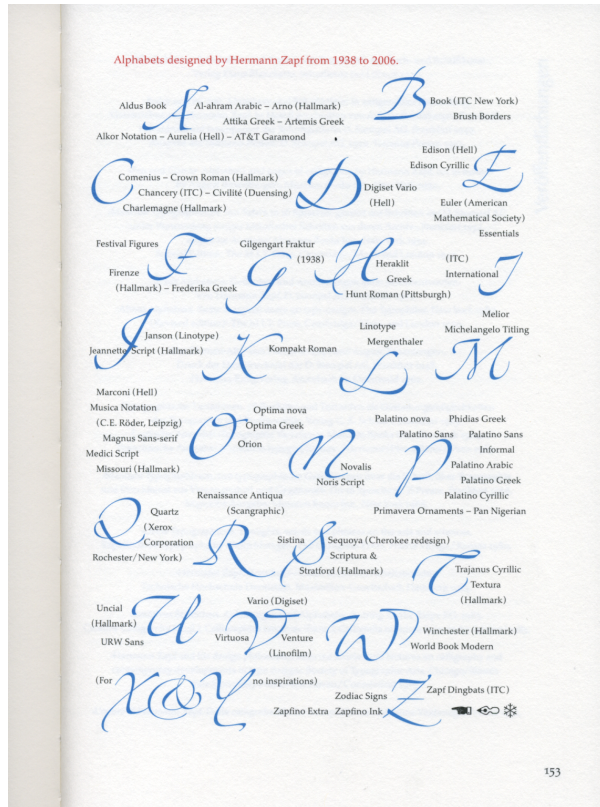 Alphabets designed by Hermann Zapf from 1938 to 2006.
Aldus Book A Al-ahram Arabic – Arno (Hallmark)
Attika Greek – Artemis Greek
Alkor Notation – Aurelia (Hell) – AT&T Garamond
B Book (ITC New York)
Brush Borders
C Comenius – Crown Roman (Hallmark)
Chancery (ITC) – Civilité (Duensing)
Charlemagne (Hallmark)
D Digiset Vario
(Hell)
Edison (Hell)
Edison Cyrillic E
Euler (American
Mathematical Society)
Essentials
Festival Figures F
Firenze
(Hallmark) – Frederika Greek
Gilgengart Fraktur
(1938)
G
H Heraklit
Greek
Hunt Roman (Pittsburgh)
(ITC)
International I
J Janson (Linotype)
Jeannette Script (Hallmark)
K Kompakt Roman
Linotype
Mergenthaler
L
Melior
Michelangelo Titling
M
Marconi (Hell)
Musica Notation
(C.E. Röder, Leipzig)
Magnus Sans-serif
Medici Script
Missouri (Hallmark)
O Optima nova
Optima Greek
Orion
N Novalis
Noris Script
Palatino nova Phidias Greek
Palatino Sans Palatino Sans
Informal
P Palatino Arabic
Palatino Greek
Palatino Cyrillic
Primavera Ornaments – Pan Nigerian
Q Quartz
(Xerox
Corporation
Rochester/New York)
Renaissance Antiqua
(Scangraphic)
R
Sistina S Sequoya (Cherokee redesign)
Scriptura &
Stratford (Hallmark)
T Trajanus Cyrillic
Textura
(Hallmark)
Uncial
(Hallmark) U
URW Sans
Vario (Digiset)
Virtuosa V Venture
(Linofilm)
W Winchester (Hallmark)
World Book Modern
(For X&Y no inspirations)
Zodiac Signs Z Zapf Dingbats (ITC)
Zapfino Extra Zapfino Ink
153